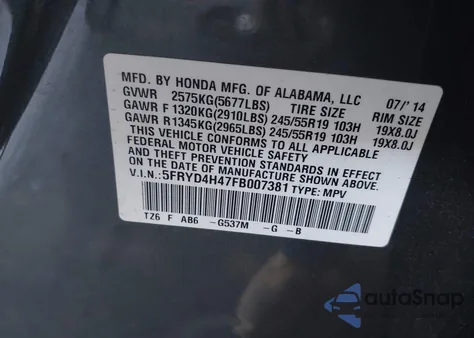 MFD. BY HONDA MFG. OF ALABAMA, LLC 07/'14
GVWR 2575KG(5677LBS) TIRE SIZE RIM SIZE
GAWR F 1320KG(2910LBS) 245/55R19 103H 19X8.0J
GAWR R1345KG(2965LBS) 245/55R19 103H 19X8.0J
THIS VEHICLE CONFORMS TO ALL APPLICABLE
FEDERAL MOTOR VEHICLE SAFETY AND
THEFT PREVENTION STANDARDS IN EFFECT ON
THE DATE OF MANUFACTURE SHOWN ABOVE.
V.I.N.:5FRYD4H47FB007381 TYPE: MPV
TZ6 F AB6 -G537M -G -B
autoSnap